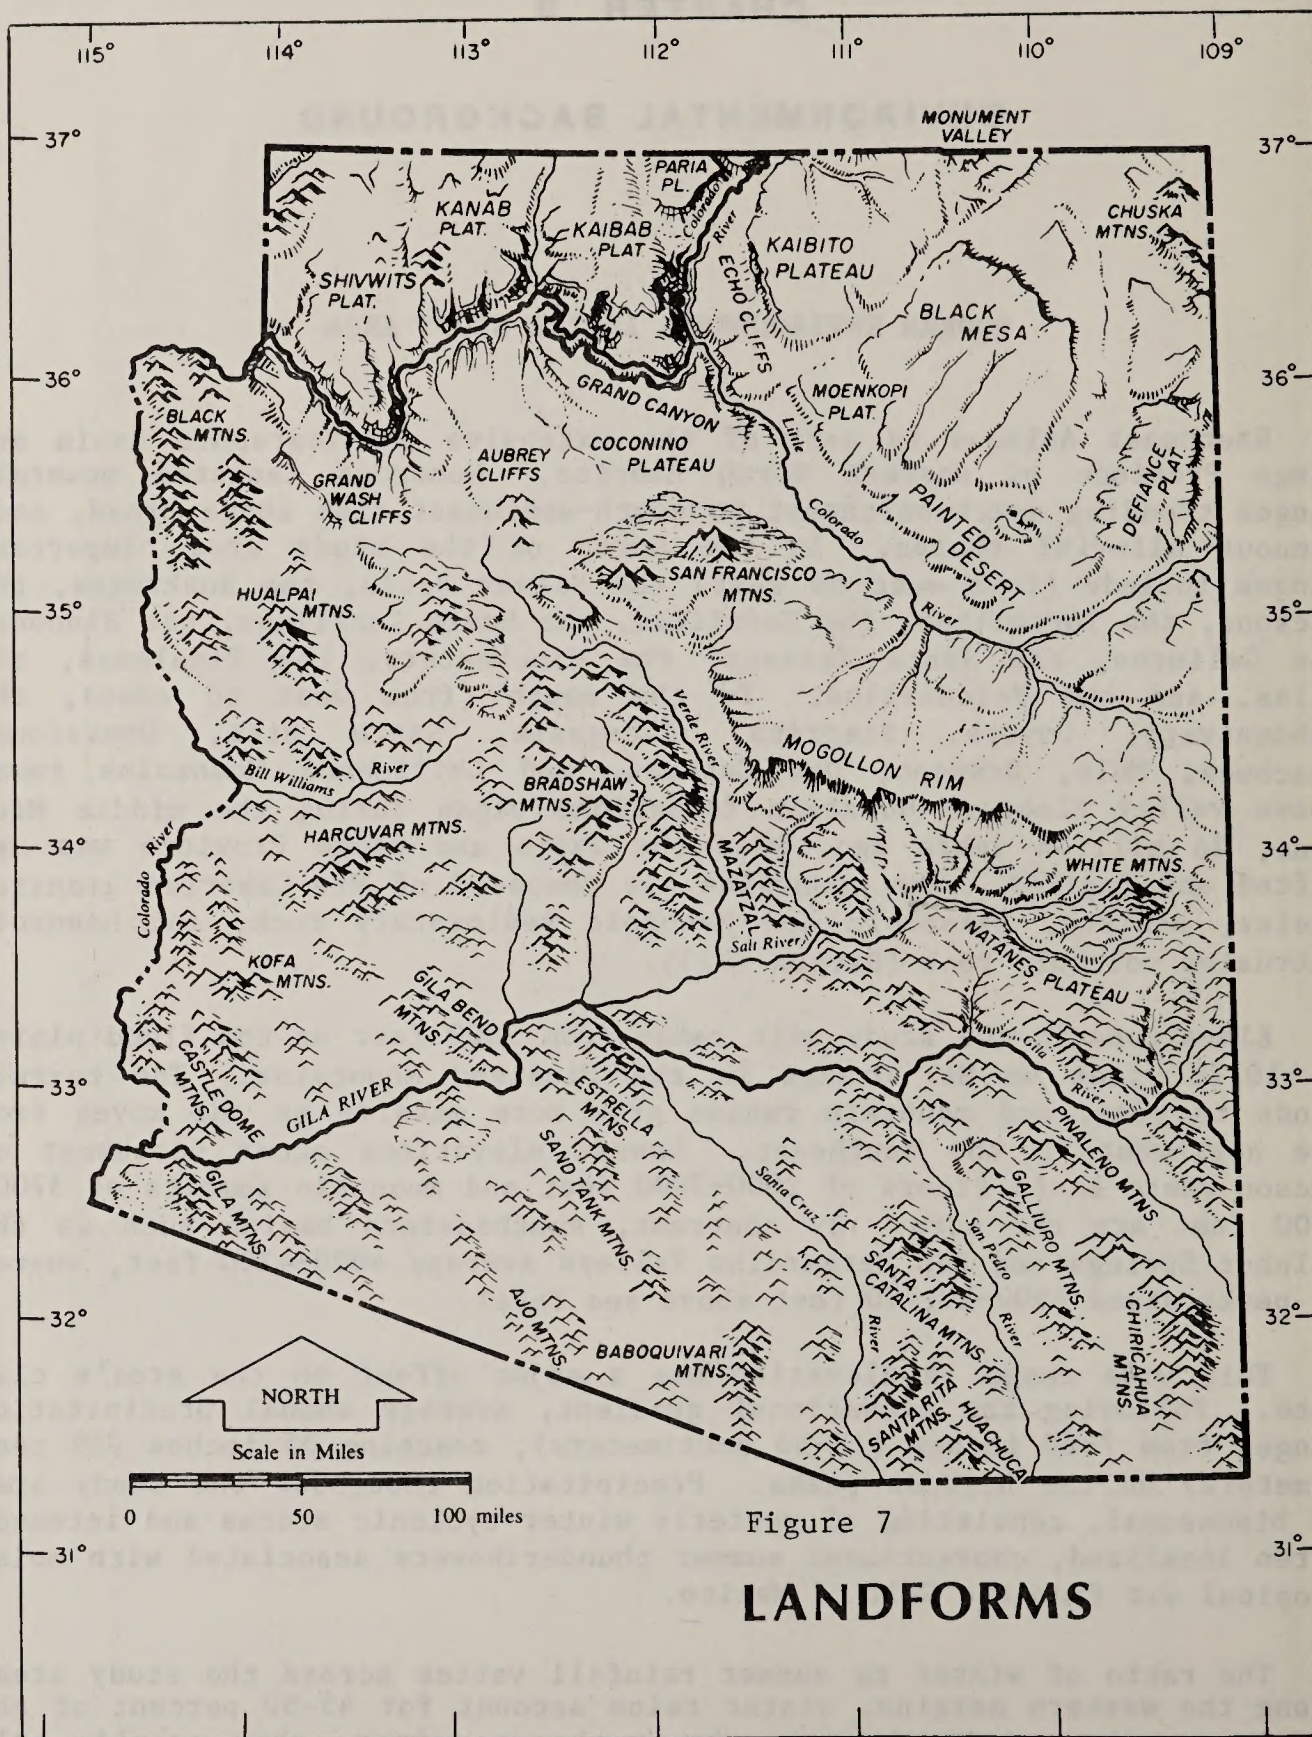 115° 114° 113° 112° 111° 110° 109°
37°
37°
MONUMENT
VALLEY
PARIA
PL.
KANAB
PLAT.
KAIBAB
PLAT
Colorado
River
KAIBITO
PLATEAU
CHUSKA
MTNS.
SHIVWITS
PLAT.
ECHO CLIFFS
BLACK
MESA
36°
36°
GRAND CANYON
MOENKOPI
PLAT.
BLACK
MTNS.
COCONINO
PLATEAU
Little
Colorado
River
AUBREY
CLIFFS
GRAND
WASH
CLIFFS
PAINTED
DESERT
DEFIANCE
PLAT
SAN FRANCISCO
MTNS.
HUALPAI
MTNS.
35°
35°
Verde River
MOGOLLON RIM
Bill Williams
River
BRADSHAW
MTNS.
HARCUVAR MTNS.
34°
34°
Colorado
River
MAZATZAL
WHITE MTNS
Salt River
NATANES
PLATEAU
KOFA
MTNS.
GILA BEND
MTNS.
33°
33°
CASTLE DOME
MTNS.
GILA RIVER
ESTRELLA
MTNS.
Gila
River
PINALENO MTNS
SAND TANK MTNS.
GILA MTNS.
Santa Cruz
River
San Pedro
River
GALLIURO MTNS.
SANTA
CATALINA MTNS.
32°
32°
AJO MTNS.
BABOQUIVARI
MTNS.
CHIRICAHUA
MTNS
SANTA RITA
MTNS.
HUACHUCA
NORTH
Scale in Miles
0 50 100 miles
Figure 7
31°
31°
LANDFORMS